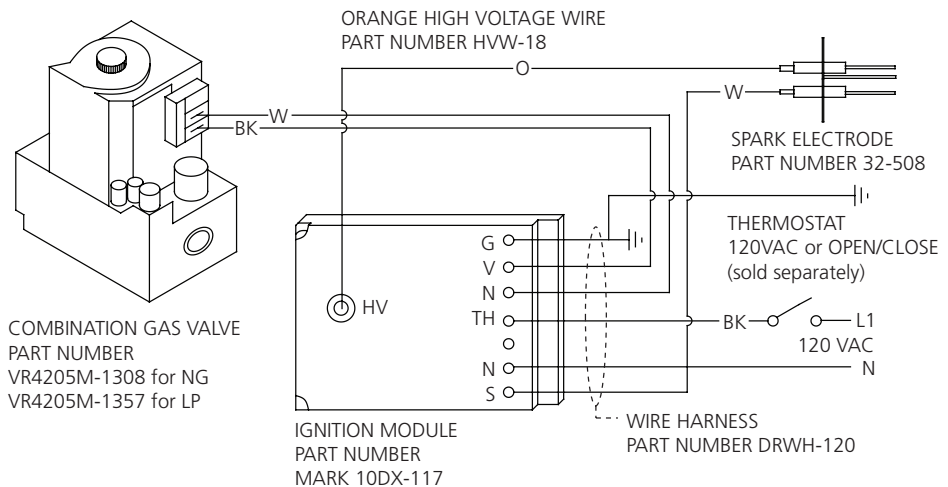 ORANGE HIGH VOLTAGE WIRE
PART NUMBER HVW-18
O
W
W
BK
SPARK ELECTRODE
PART NUMBER 32-508
THERMOSTAT
120VAC or OPEN/CLOSE
(sold separately)
G
V
N
TH
N
S
HV
BK
L1
120 VAC
N
COMBINATION GAS VALVE
PART NUMBER
VR4205M-1308 for NG
VR4205M-1357 for LP
IGNITION MODULE
PART NUMBER
MARK 10DX-117
WIRE HARNESS
PART NUMBER DRWH-120